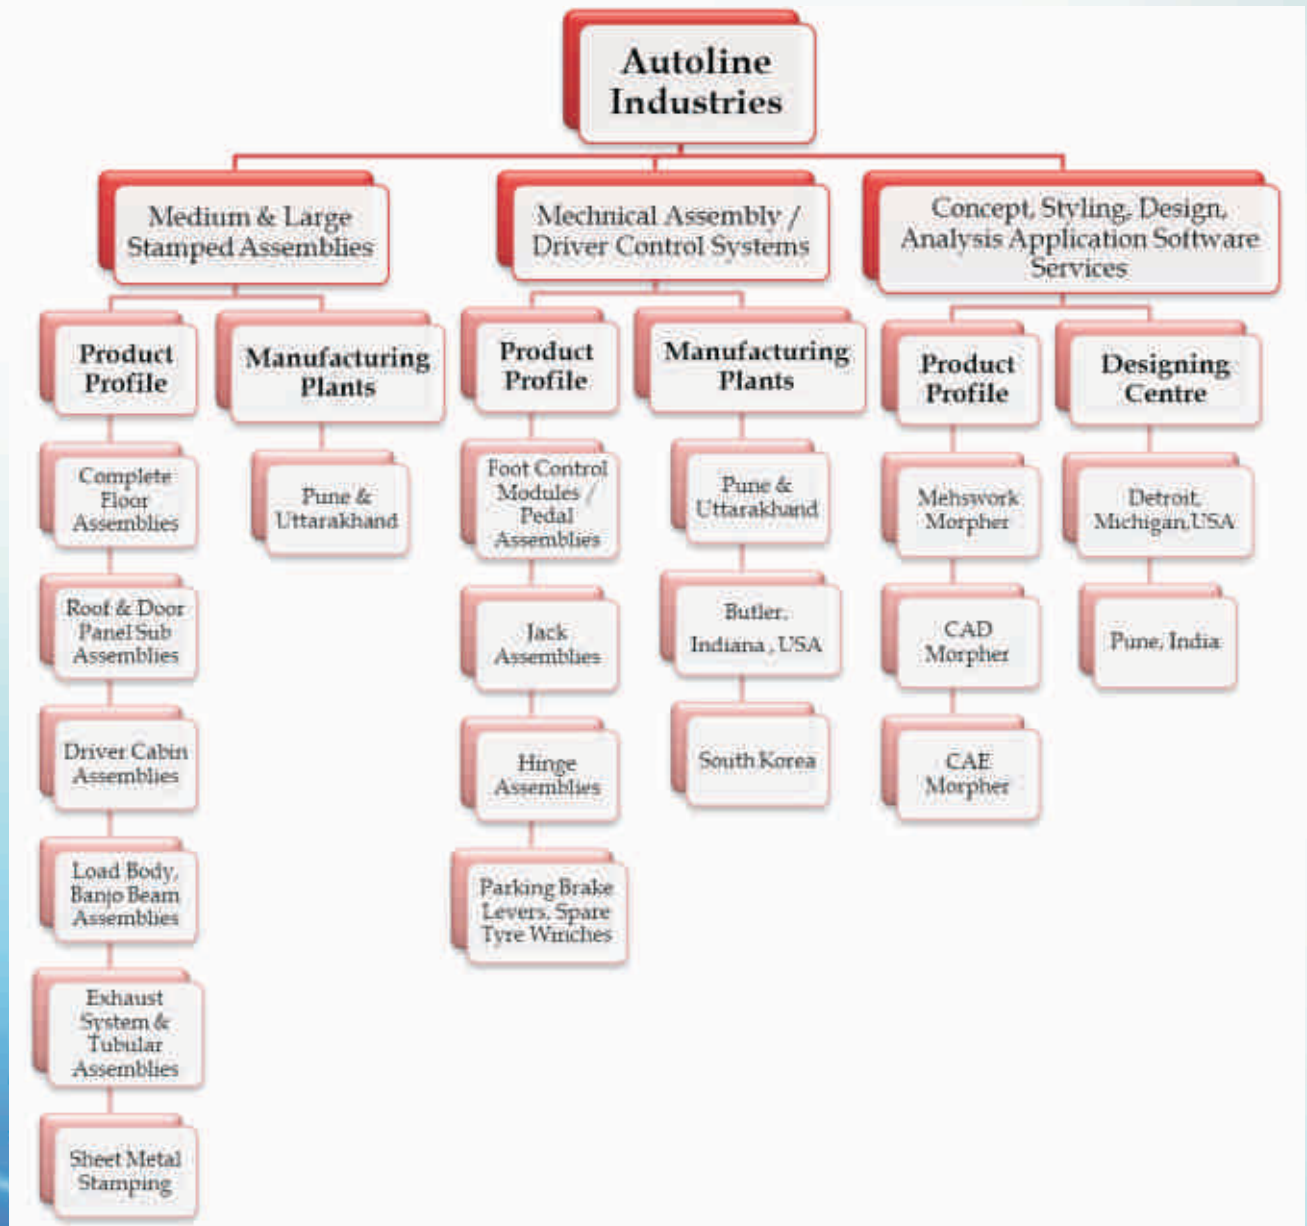 Autoline
Industries
Medium & Large
Stamped Assemblies
Product
Profile
Complete
Floor
Assemblies
Roof & Door
Panel Sub
Assemblies
Driver Cabin
Assemblies
Load Body,
Banjo Beam
Assemblies
Exhaust
System &
Tubular
Assemblies
Sheet Metal
Stamping
Manufacturing
Plants
Pune &
Uttarakhand
Mechnical Assembly /
Driver Control Systems
Product
Profile
Foot Control
Modules /
Pedal
Assemblies
Jack
Assemblies
Hinge
Assemblies
Parking Brake
Levers, Spare
Tyre Winches
Manufacturing
Plants
Pune &
Uttarakhand
Butler,
Indiana , USA
South Korea
Concept, Styling, Design,
Analysis Application Software
Services
Product
Profile
Mehswork
Morpher
CAD
Morpher
CAE
Morpher
Designing
Centre
Detroit,
Michigan,USA
Pune, India